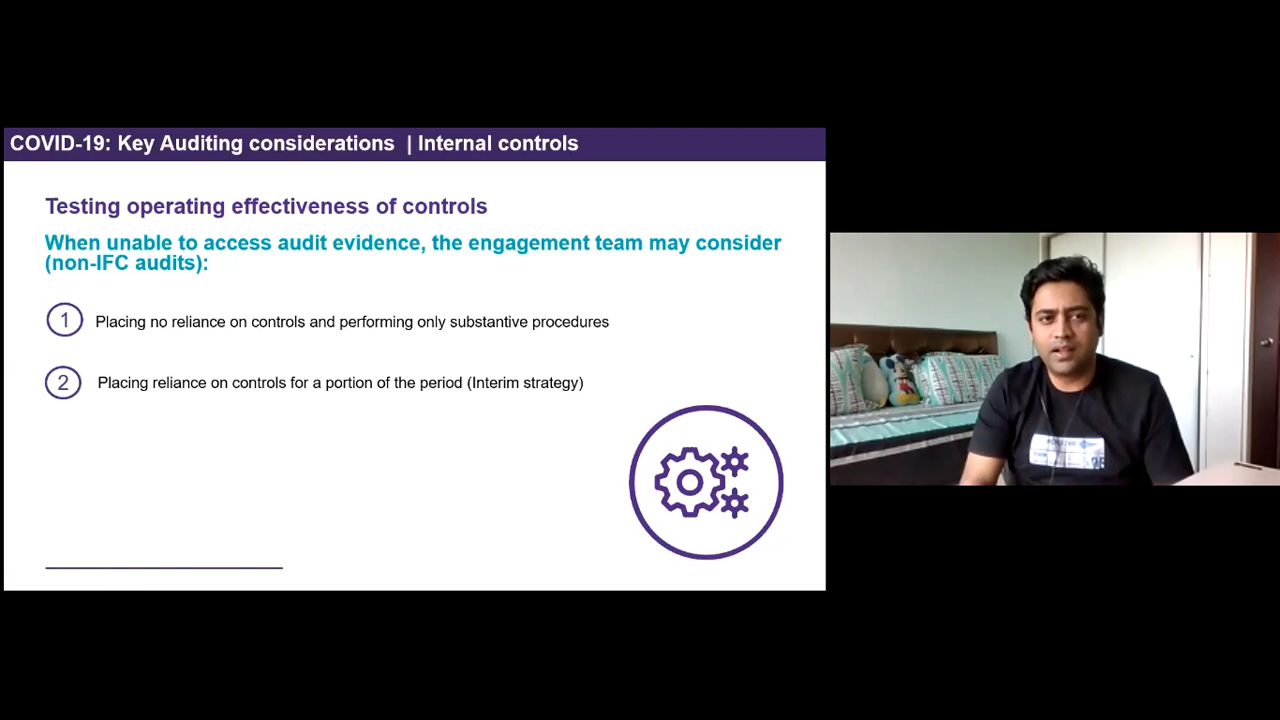 COVID-19: Key Auditing considerations | Internal controls
Testing operating effectiveness of controls
When unable to access audit evidence, the engagement team may consider
(non-IFC audits):
1 Placing no reliance on controls and performing only substantive procedures
2 Placing reliance on controls for a portion of the period (Interim strategy)